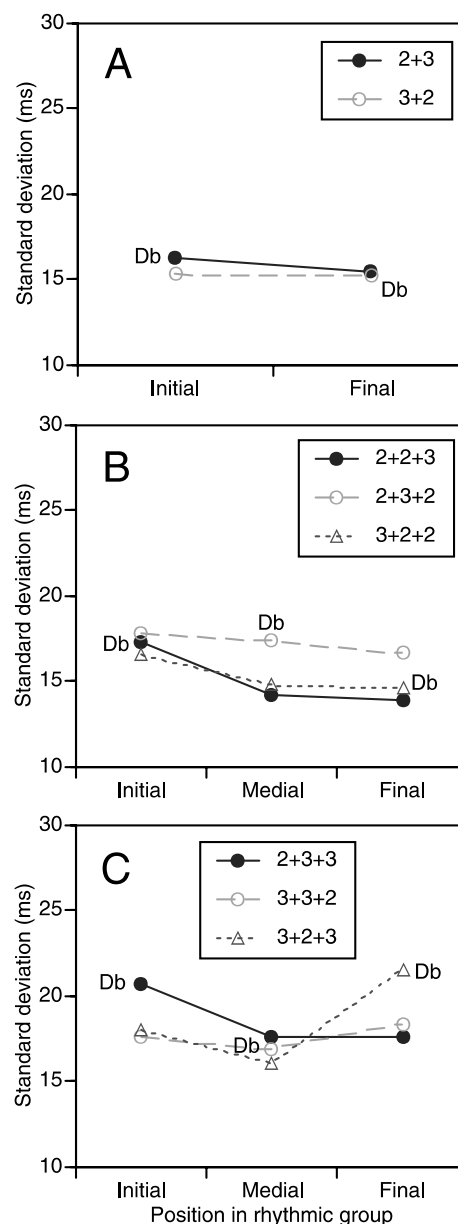 30
25
20
15
10
Standard deviation (ms)
A
2+3
3+2
Db
Db
Initial Final
30
25
20
15
10
Standard deviation (ms)
B
2+2+3
2+3+2
3+2+2
Db
Db
Db
Initial Medial Final
30
25
20
15
10
Standard deviation (ms)
C
2+3+3
3+3+2
3+2+3
Db
Db
Db
Initial Medial Final
Position in rhythmic group